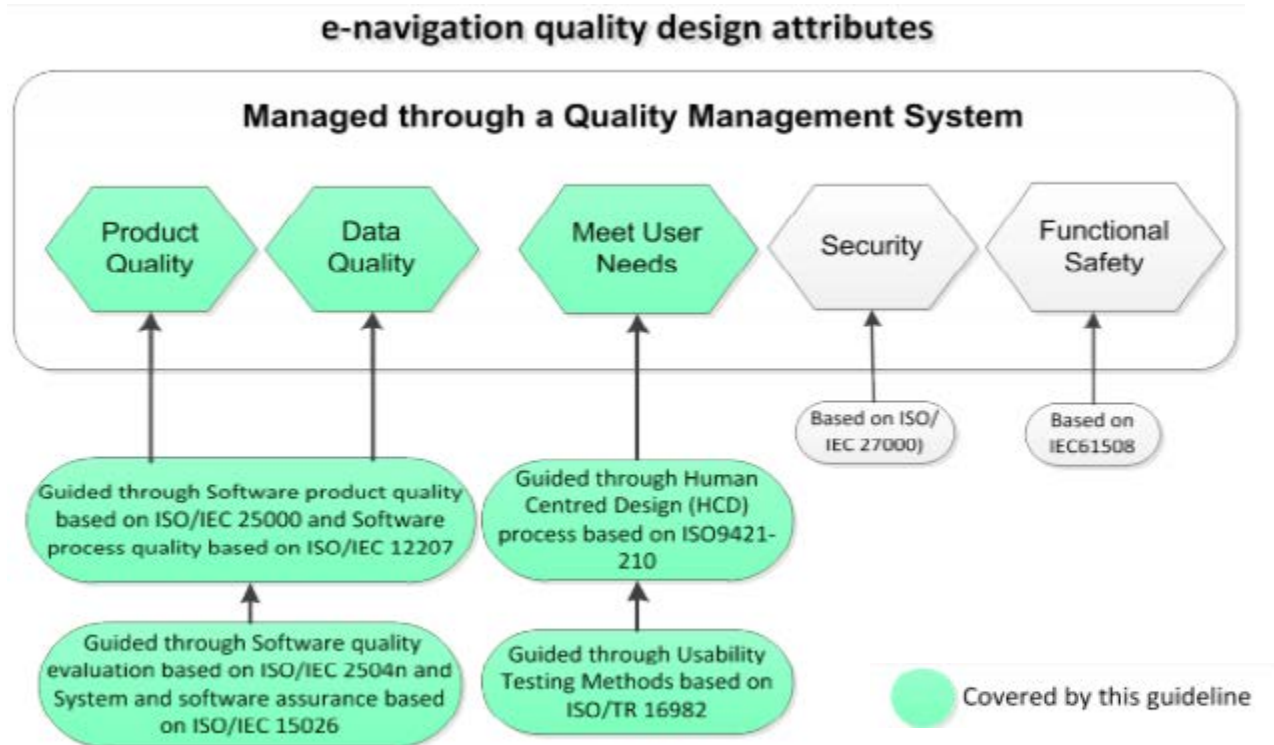 e-navigation quality design attributes
Managed through a Quality Management System
Product
Quality
Data
Quality
Meet User
Needs
Security
Functional
Safety
Based on ISO/
IEC 27000)
Based on
IEC61508
Guided through Software product quality
based on ISO/IEC 25000 and Software
process quality based on ISO/IEC 12207
Guided through Human
Centred Design (HCD)
process based on ISO9421-
210
Guided through Software quality
evaluation based on ISO/IEC 2504n and
System and software assurance based
on ISO/IEC 15026
Guided through Usability
Testing Methods based on
ISO/TR 16982
Covered by this guideline